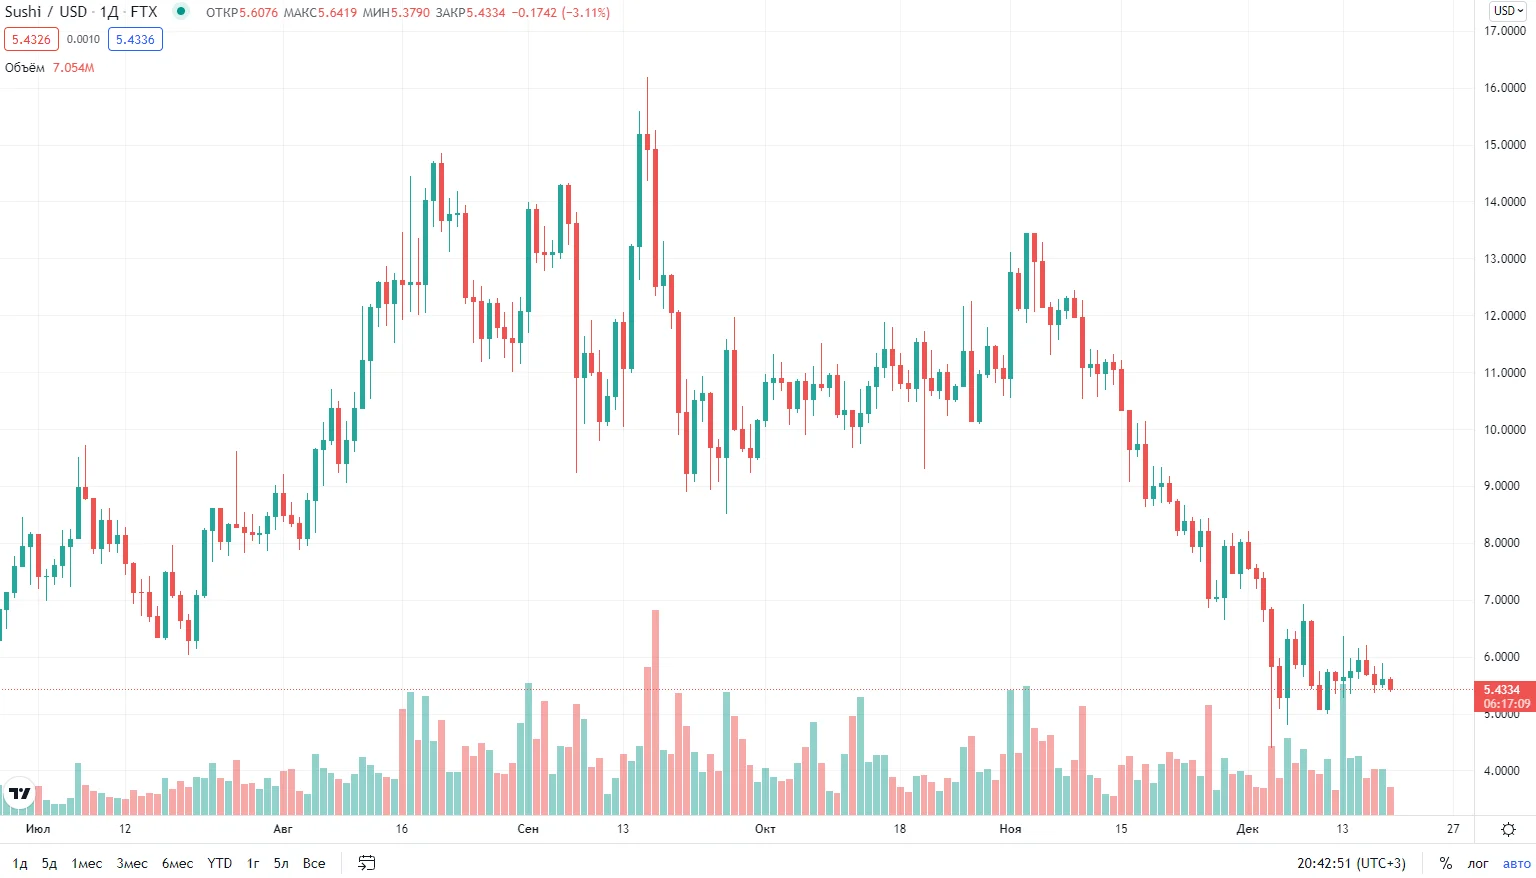 Sushi / USD · 1Д · FTX ОТКР5.6076 МАКС5.6419 МИН5.3790 ЗАКР5.4334 −0.1742 (−3.11%)
USD
5.4326 0.0010 5.4336
Объём 7.054M
17.0000
16.0000
15.0000
14.0000
13.0000
12.0000
11.0000
10.0000
9.0000
8.0000
7.0000
6.0000
5.4334
06:17:09
5.0000
4.0000
Июл 12 Авг 16 Сен 13 Окт 18 Ноя 15 Дек 13 27
1д 5д 1мес 3мес 6мес YTD 1г 5л Все 20:42:51 (UTC+3) % лог авто